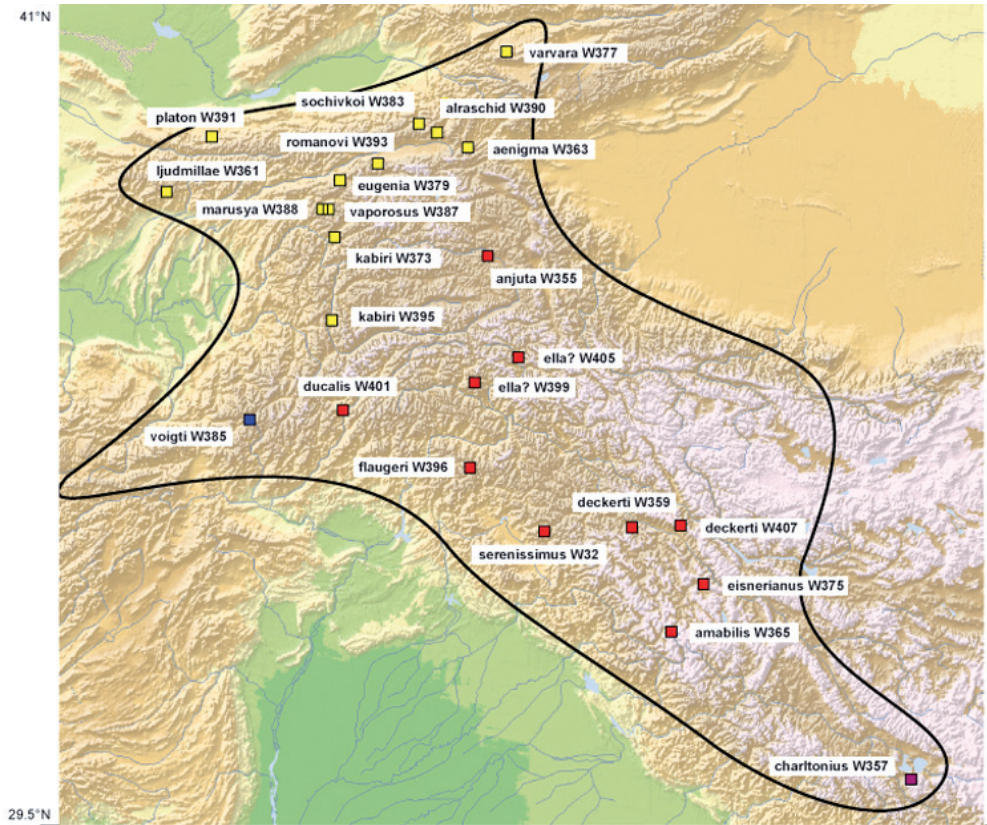 41°N
varvara W377
sochivkoi W383
alraschid W390
platon W391
romanovi W393
aenigma W363
ljudmillae W361
eugenia W379
marusya W388
vaporosus W387
kabiri W373
anjuta W355
kabiri W395
ella? W405
ducalis W401
ella? W399
voigti W385
flaugeri W396
deckerti W359
deckerti W407
serenissimus W32
eisnerianus W375
amabilis W365
charltonius W357
29.5°N